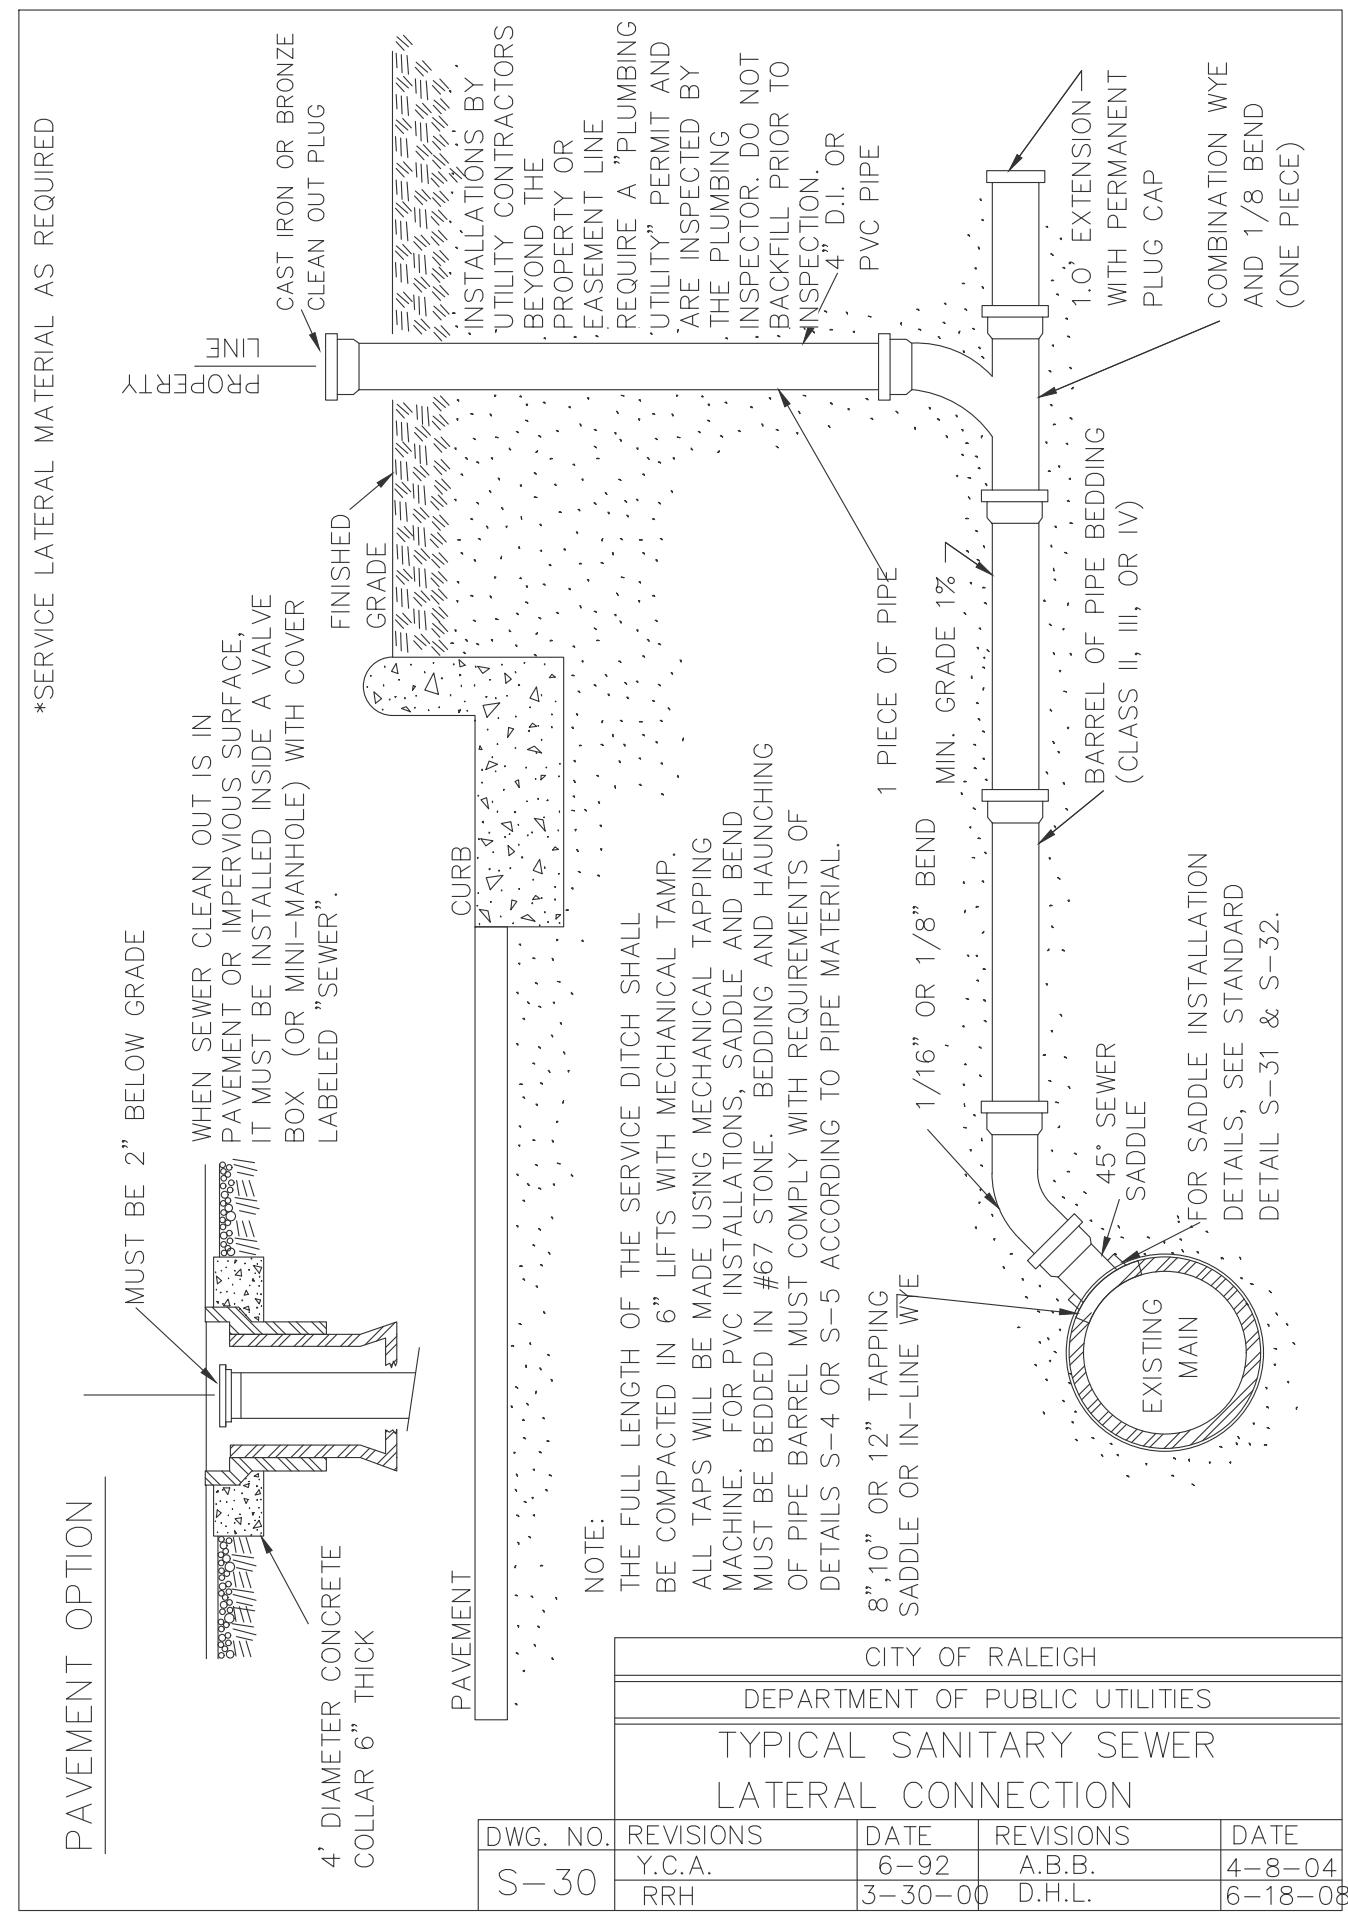 *SERVICE LATERAL MATERIAL AS REQUIRED
PAVEMENT OPTION
MUST BE 2" BELOW GRADE
WHEN SEWER CLEAN OUT IS IN
PAVEMENT OR IMPERVIOUS SURFACE,
IT MUST BE INSTALLED INSIDE A VALVE
BOX (OR MINI-MANHOLE) WITH COVER
LABELED "SEWER".
4' DIAMETER CONCRETE
COLLAR 6" THICK
PROPERTY
LINE
CAST IRON OR BRONZE
CLEAN OUT PLUG
FINISHED
GRADE
CURB
PAVEMENT
INSTALLATIONS BY
UTILITY CONTRACTORS
BEYOND THE
PROPERTY OR
EASEMENT LINE
REQUIRE A "PLUMBING
UTILITY" PERMIT AND
ARE INSPECTED BY
THE PLUMBING
INSPECTOR. DO NOT
BACKFILL PRIOR TO
INSPECTION.
4" D.I. OR
PVC PIPE
NOTE:
THE FULL LENGTH OF THE SERVICE DITCH SHALL
BE COMPACTED IN 6" LIFTS WITH MECHANICAL TAMP.
ALL TAPS WILL BE MADE USING MECHANICAL TAPPING
MACHINE. FOR PVC INSTALLATIONS, SADDLE AND BEND
MUST BE BEDDED IN #67 STONE. BEDDING AND HAUNCHING
OF PIPE BARREL MUST COMPLY WITH REQUIREMENTS OF
DETAILS S-4 OR S-5 ACCORDING TO PIPE MATERIAL.
8",10" OR 12" TAPPING
SADDLE OR IN-LINE WYE
1/16" OR 1/8" BEND
1 PIECE OF PIPE
MIN. GRADE 1%
1.0' EXTENSION
WITH PERMANENT
PLUG CAP
COMBINATION WYE
AND 1/8 BEND
(ONE PIECE)
BARREL OF PIPE BEDDING
(CLASS II, III, OR IV)
45° SEWER
SADDLE
FOR SADDLE INSTALLATION
DETAILS, SEE STANDARD
DETAIL S-31 & S-32.
EXISTING
MAIN
CITY OF RALEIGH
DEPARTMENT OF PUBLIC UTILITIES
TYPICAL SANITARY SEWER
LATERAL CONNECTION
DWG. NO. REVISIONS DATE REVISIONS DATE
S-30
Y.C.A. 6-92 A.B.B. 4-8-04
RRH 3-30-00 D.H.L. 6-18-08